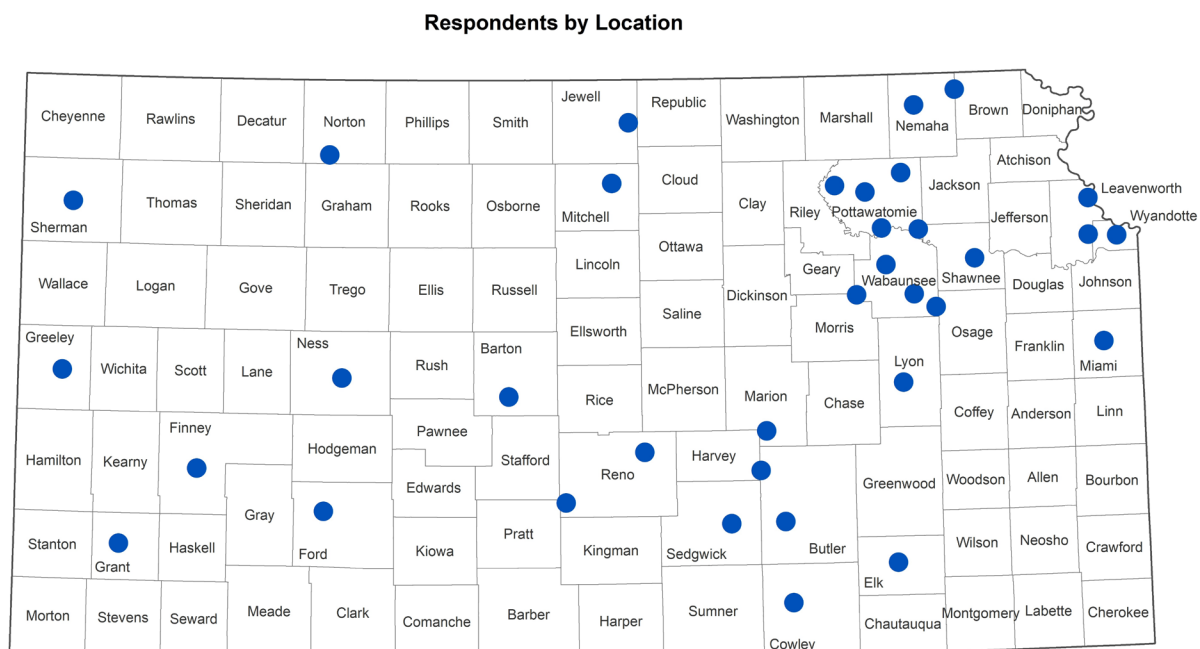 Respondents by Location
Cheyenne
Rawlins
Decatur
Norton
Phillips
Smith
Jewell
Republic
Washington
Marshall
Nemaha
Brown
Doniphan
Sherman
Thomas
Sheridan
Graham
Rooks
Osborne
Mitchell
Cloud
Clay
Riley
Pottawatomie
Jackson
Atchison
Jefferson
Leavenworth
Wyandotte
Wallace
Logan
Gove
Trego
Ellis
Russell
Lincoln
Ottawa
Saline
Dickinson
Geary
Wabaunsee
Shawnee
Douglas
Johnson
Greeley
Wichita
Scott
Lane
Ness
Rush
Barton
Ellsworth
Rice
McPherson
Marion
Morris
Chase
Lyon
Osage
Franklin
Miami
Coffey
Anderson
Linn
Hamilton
Kearny
Finney
Hodgeman
Pawnee
Edwards
Stafford
Reno
Harvey
Greenwood
Woodson
Allen
Bourbon
Stanton
Grant
Haskell
Gray
Ford
Kiowa
Pratt
Kingman
Sedgwick
Butler
Elk
Wilson
Neosho
Crawford
Morton
Stevens
Seward
Meade
Clark
Comanche
Barber
Harper
Sumner
Cowley
Chautauqua
Montgomery
Labette
Cherokee